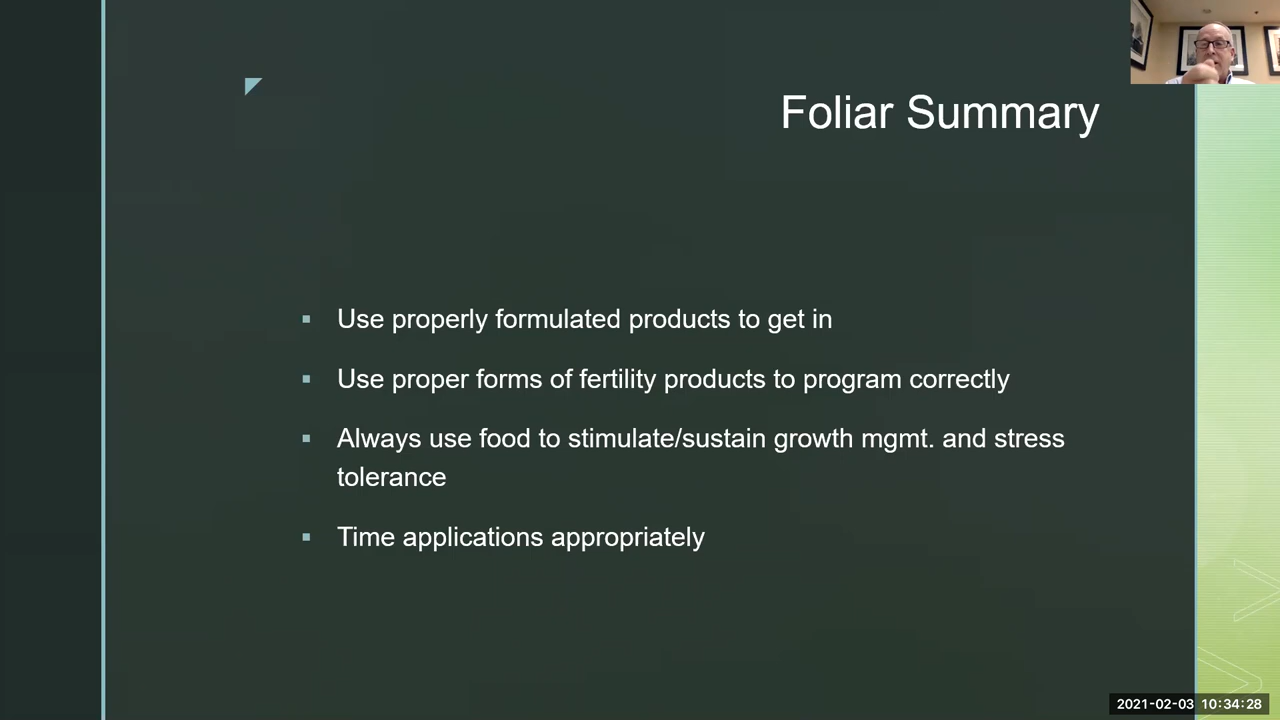 Foliar Summary
▪ Use properly formulated products to get in
▪ Use proper forms of fertility products to program correctly
▪ Always use food to stimulate/sustain growth mgmt. and stress
tolerance
▪ Time applications appropriately
2021-02-03 10:34:28